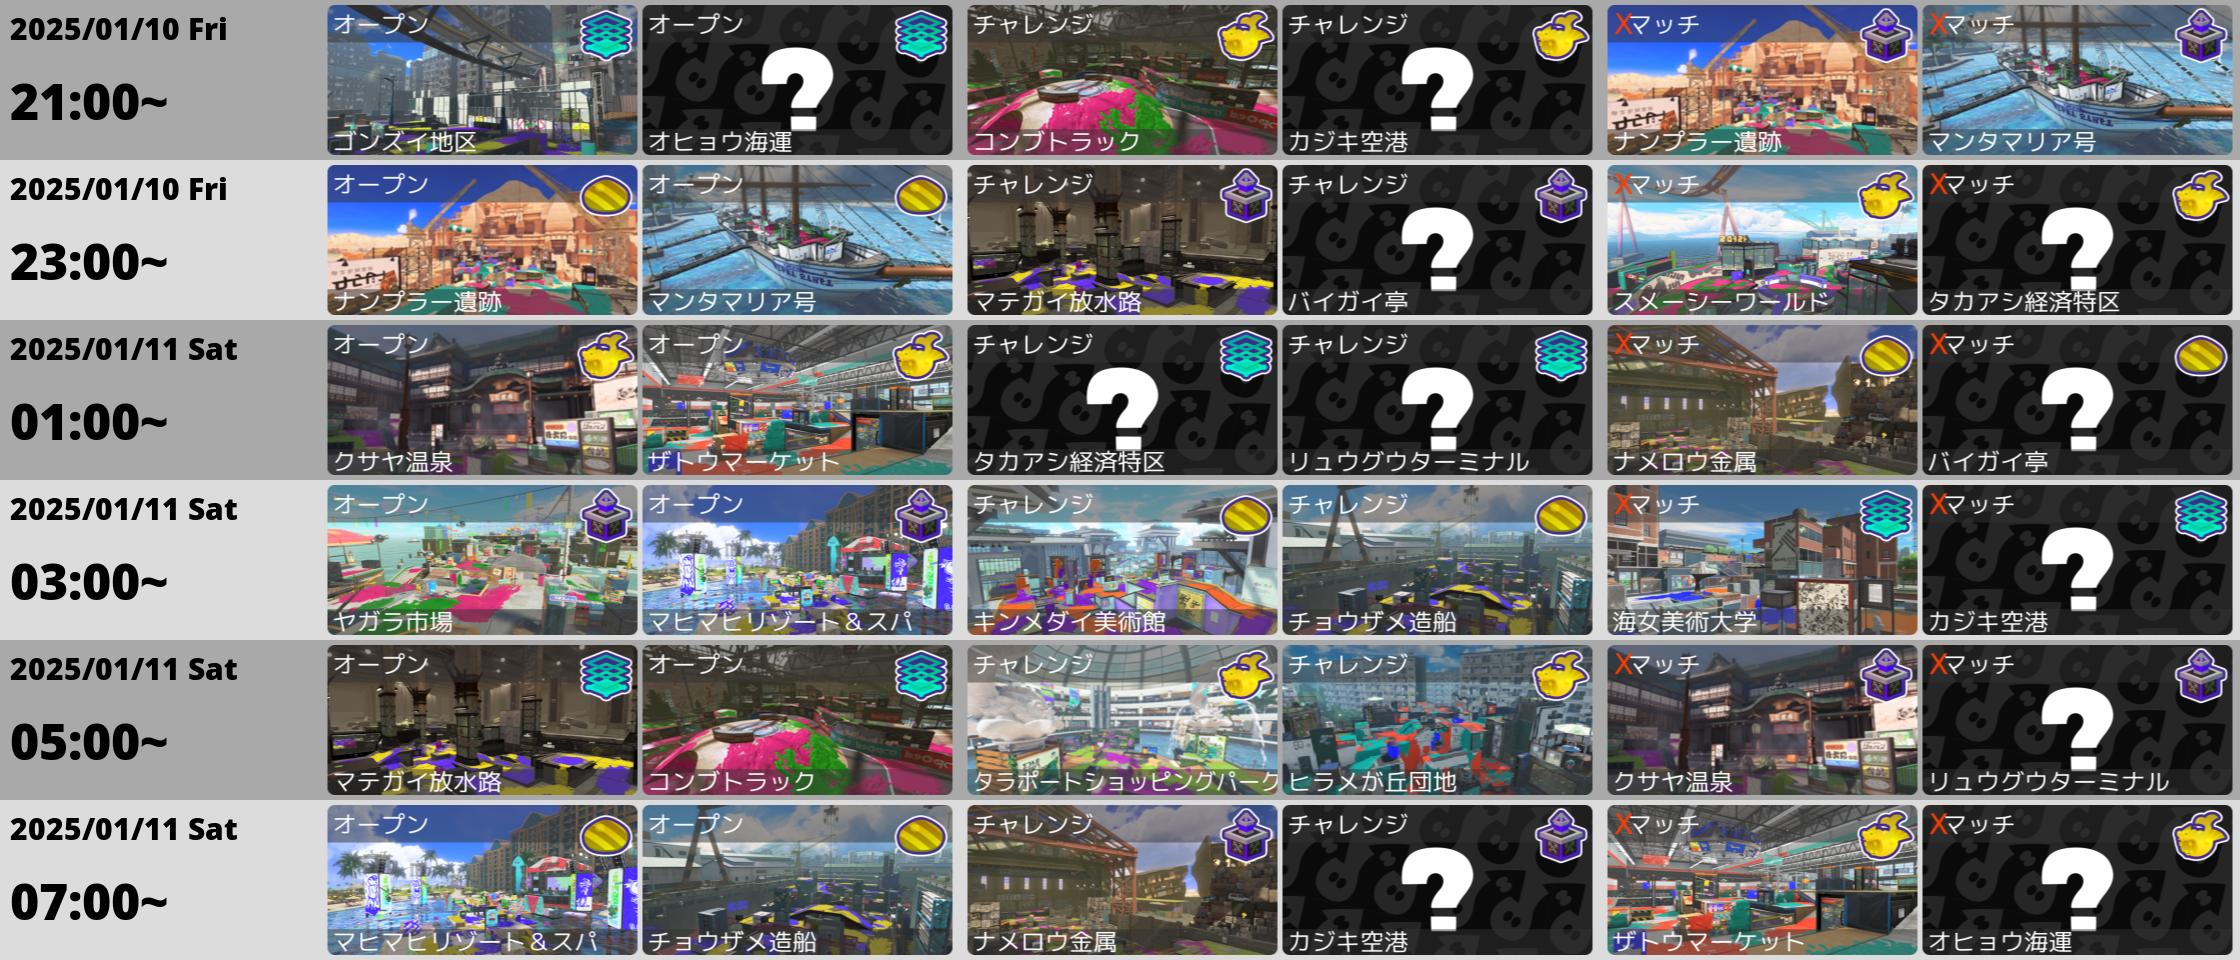 2025/01/10 Fri
21:00~
オープン
ゴンズイ地区
オープン
オヒョウ海運
チャレンジ
コンブトラック
チャレンジ
カジキ空港
Xマッチ
ナンプラー遺跡
Xマッチ
マンタマリア号
2025/01/10 Fri
23:00~
オープン
ナンプラー遺跡
オープン
マンタマリア号
チャレンジ
マテガイ放水路
チャレンジ
バイガイ亭
Xマッチ
スメーシーワールド
Xマッチ
タカアシ経済特区
2025/01/11 Sat
01:00~
オープン
クサヤ温泉
オープン
ザトウマーケット
チャレンジ
タカアシ経済特区
チャレンジ
リュウグウターミナル
Xマッチ
ナメロウ金属
Xマッチ
バイガイ亭
2025/01/11 Sat
03:00~
オープン
ヤガラ市場
オープン
マヒマヒリゾート＆スパ
チャレンジ
キンメダイ美術館
チャレンジ
チョウザメ造船
Xマッチ
海女美術大学
Xマッチ
カジキ空港
2025/01/11 Sat
05:00~
オープン
マテガイ放水路
オープン
コンブトラック
チャレンジ
タラポートショッピングパーク
チャレンジ
ヒラメが丘団地
Xマッチ
クサヤ温泉
Xマッチ
リュウグウターミナル
2025/01/11 Sat
07:00~
オープン
マヒマヒリゾート＆スパ
オープン
チョウザメ造船
チャレンジ
ナメロウ金属
チャレンジ
カジキ空港
Xマッチ
ザトウマーケット
Xマッチ
オヒョウ海運